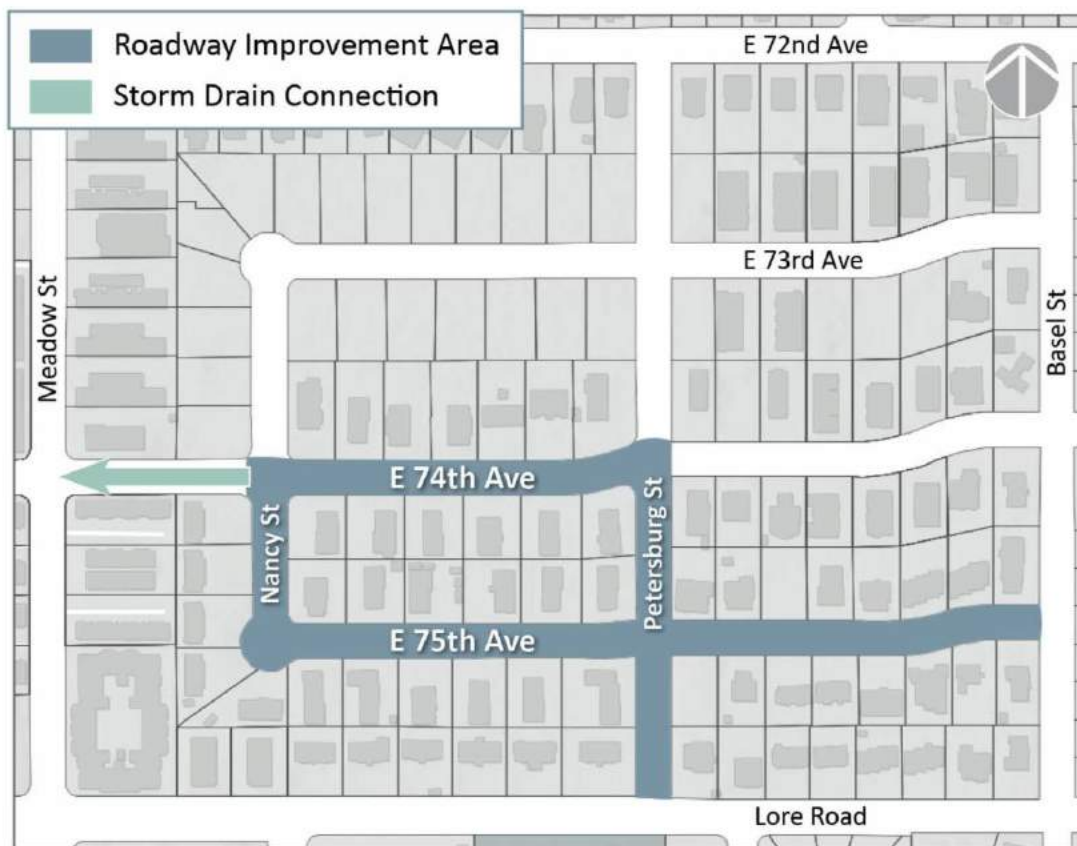 Roadway Improvement Area
Storm Drain Connection
E 72nd Ave
E 73rd Ave
Meadow St
Basel St
E 74th Ave
Nancy St
Petersburg St
E 75th Ave
Lore Road